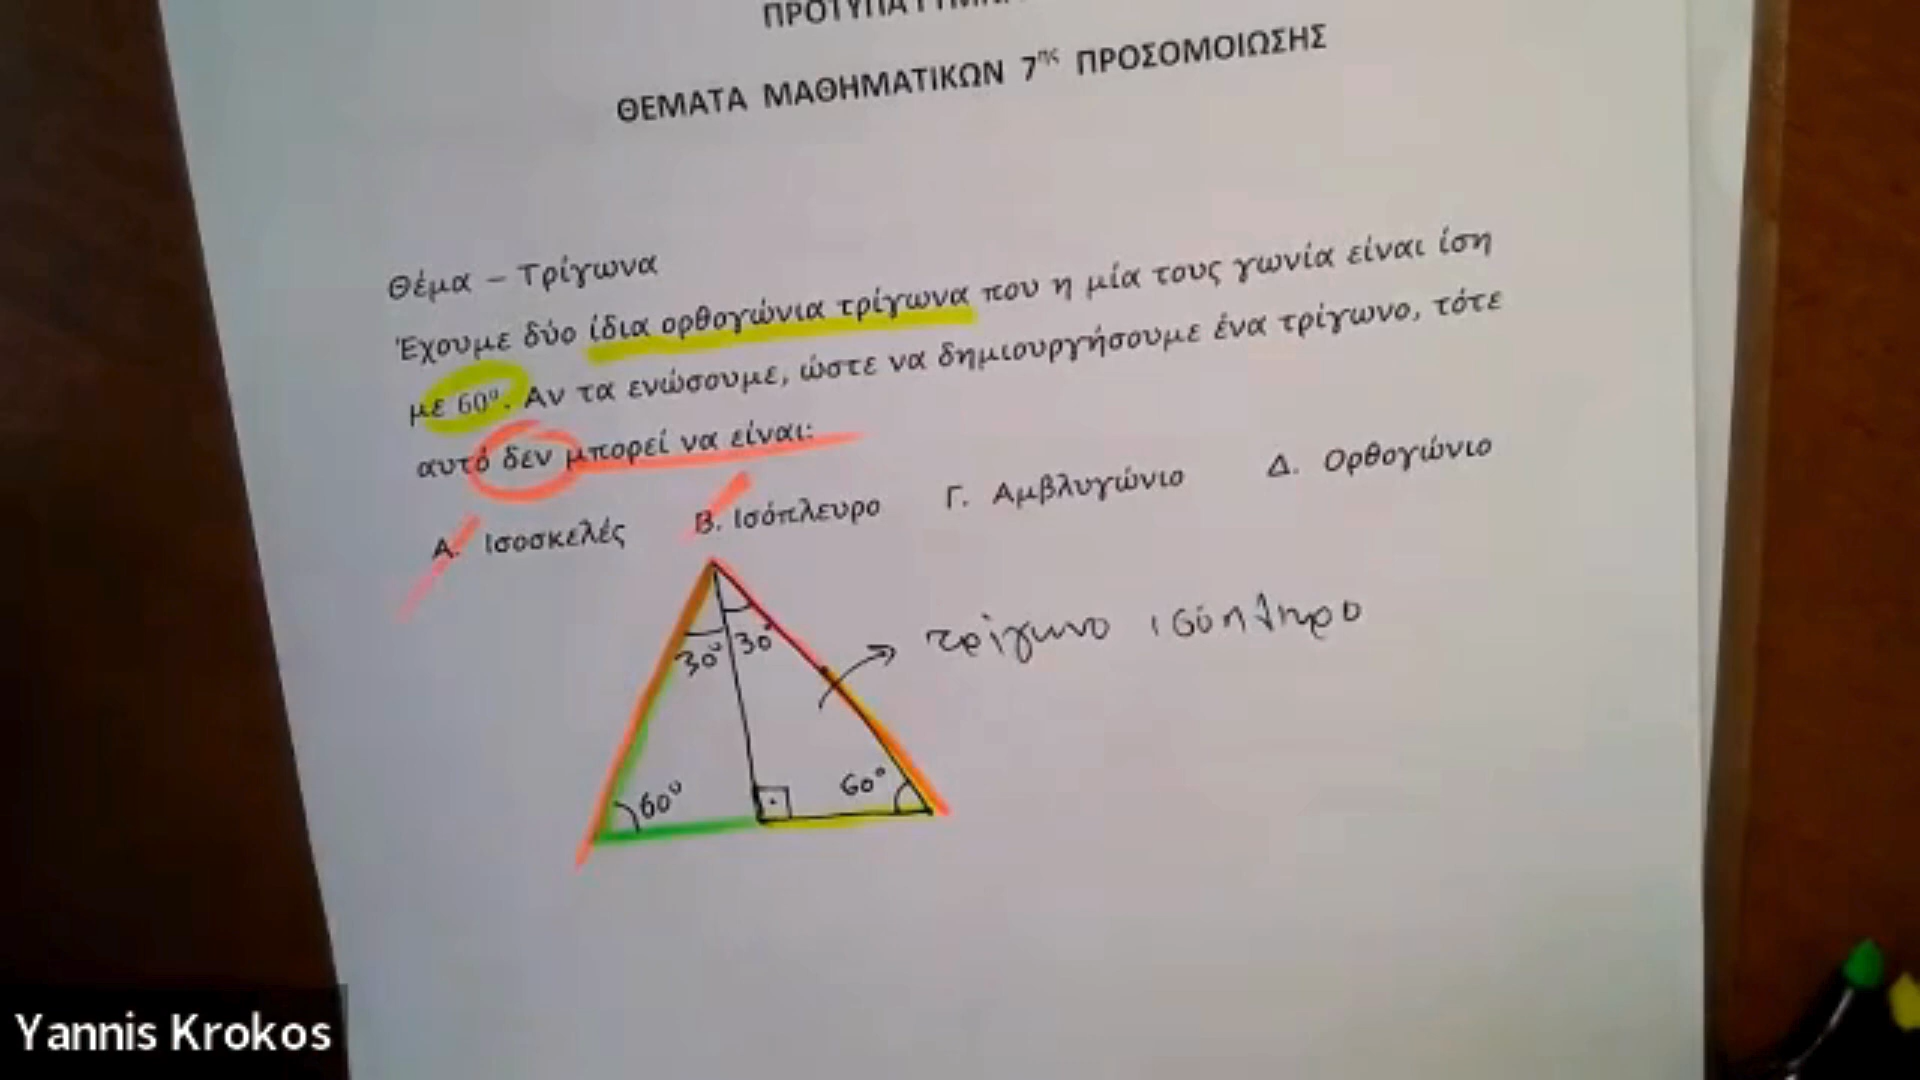 ΘΕΜΑΤΑ ΜΑΘΗΜΑΤΙΚΩΝ 7ης ΠΡΟΣΟΜΟΙΩΣΗΣ
Θέμα – Τρίγωνα
Έχουμε δύο ίδια ορθογώνια τρίγωνα που η μία τους γωνία είναι ίση
με 60°. Αν τα ενώσουμε, ώστε να δημιουργήσουμε ένα τρίγωνο, τότε
αυτό δεν μπορεί να είναι:
Α. Ισοσκελές Β. Ισόπλευρο Γ. Αμβλυγώνιο Δ. Ορθογώνιο
30° 30°
τρίγωνο ισόπληρο
60° 60°
Yannis Krokos